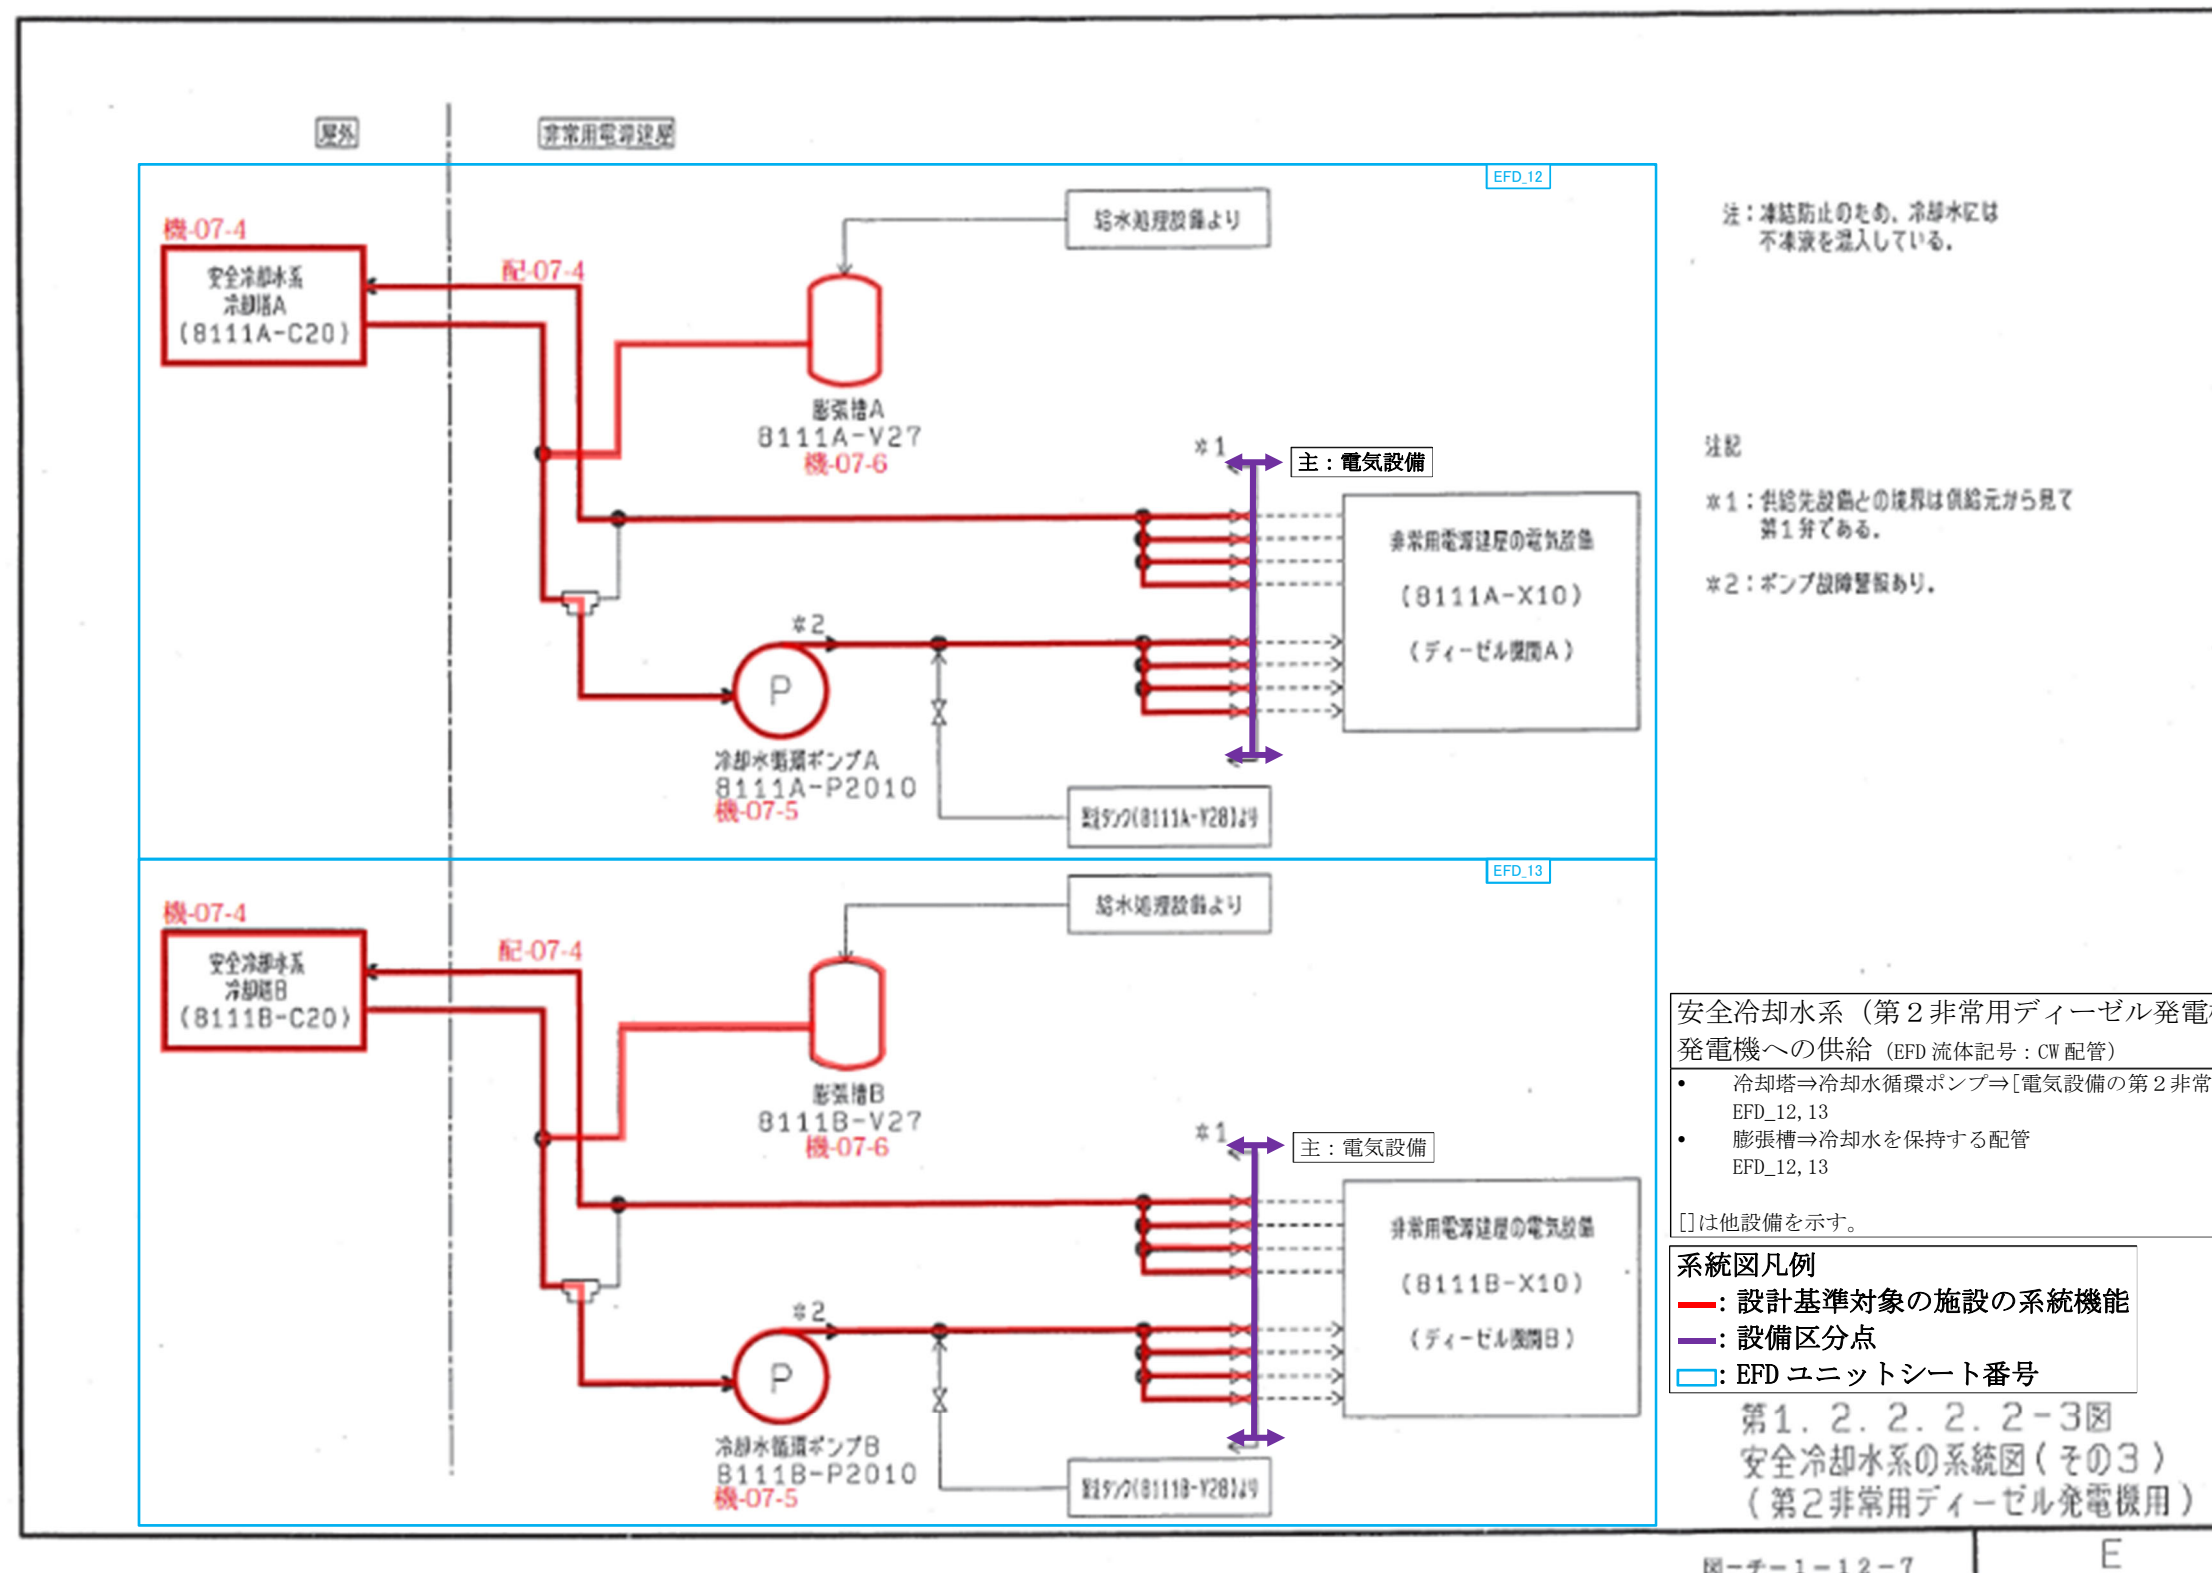 屋外
非常用電源建屋
EFD_12
給水処理設備より
機-07-4
安全冷却水系
冷却塔A
(8111A-C20)
配-07-4
膨張槽A
8111A-V27
機-07-6
*1
主：電気設備
非常用電源建屋の電気設備
(8111A-X10)
(ディーゼル機関A)
*2
P
冷却水循環ポンプA
8111A-P2010
機-07-5
タンク(8111A-V28)より
EFD_13
給水処理設備より
機-07-4
安全冷却水系
冷却塔B
(8111B-C20)
配-07-4
膨張槽B
8111B-V27
機-07-6
*1
主：電気設備
非常用電源建屋の電気設備
(8111B-X10)
(ディーゼル機関B)
*2
P
冷却水循環ポンプB
8111B-P2010
機-07-5
タンク(8111B-V28)より
注：凍結防止のため、冷却水には
不凍液を混入している。
注記
*1：供給先設備との境界は供給元から見て
第1弁である。
*2：ポンプ故障警報あり。
安全冷却水系（第２非常用ディーゼル発電
発電機への供給（EFD 流体記号：CW 配管）
• 冷却塔⇒冷却水循環ポンプ⇒[電気設備の第２非常
EFD_12, 13
• 膨張槽⇒冷却水を保持する配管
EFD_12, 13
[]は他設備を示す。
系統図凡例
：設計基準対象の施設の系統機能
：設備区分点
：EFD ユニットシート番号
第1．2．2．2．2－3図
安全冷却水系の系統図(その3)
(第2非常用ディーゼル発電機用)
図-チ-1-12-7
E